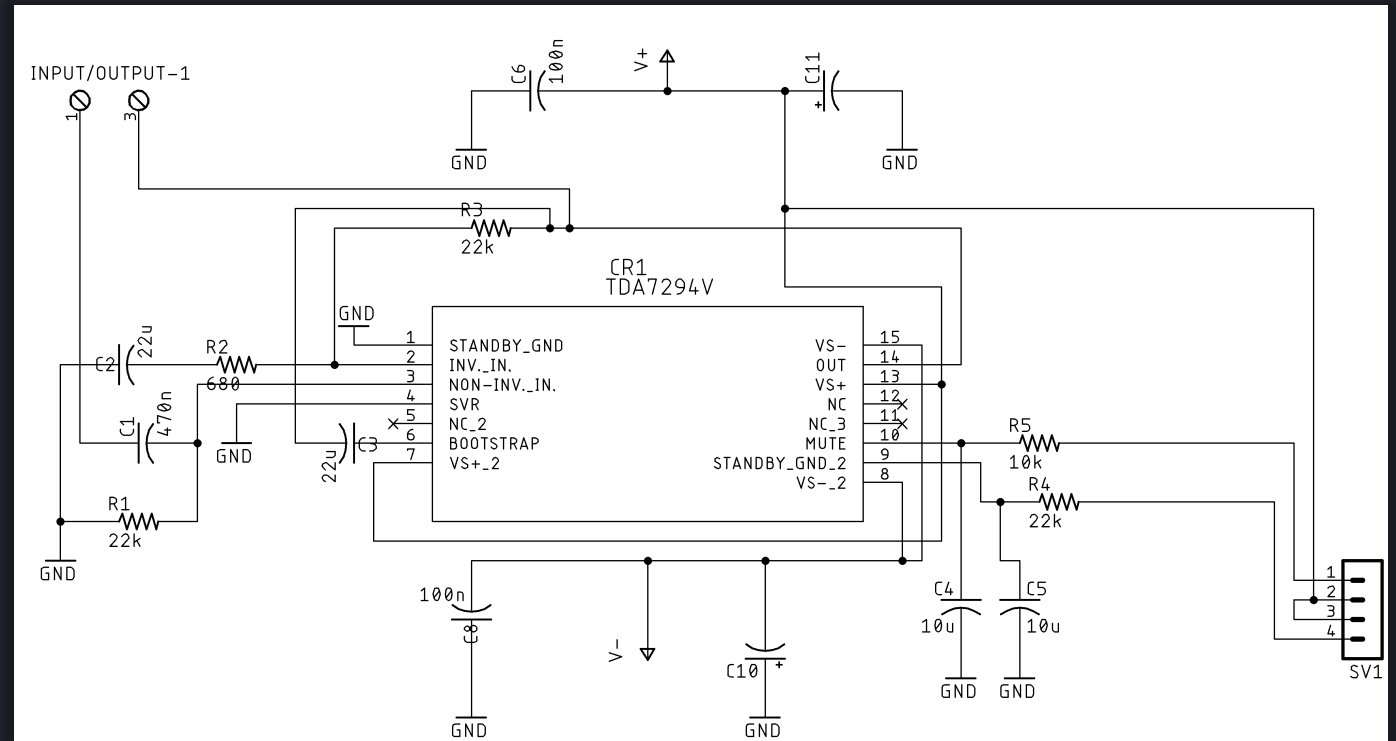 INPUT/OUTPUT-1
1
3
C6
100n
V+
C11
+
GND
GND
R3
22k
CR1
TDA7294V
GND
C2
22u
R2
680
C1
470n
GND
22u
C3
R1
22k
GND
1 STANDBY_GND
2 INV._IN.
3 NON-INV._IN.
4 SVR
5 NC_2
6 BOOTSTRAP
7 VS+_2
VS- 15
OUT 14
VS+ 13
NC 12
NC_3 11
MUTE 10
STANDBY_GND_2 9
VS-_2 8
R5
10k
R4
22k
100n
C8
GND
V-
C10
+
GND
C4
10u
GND
C5
10u
GND
1
2
3
4
SV1